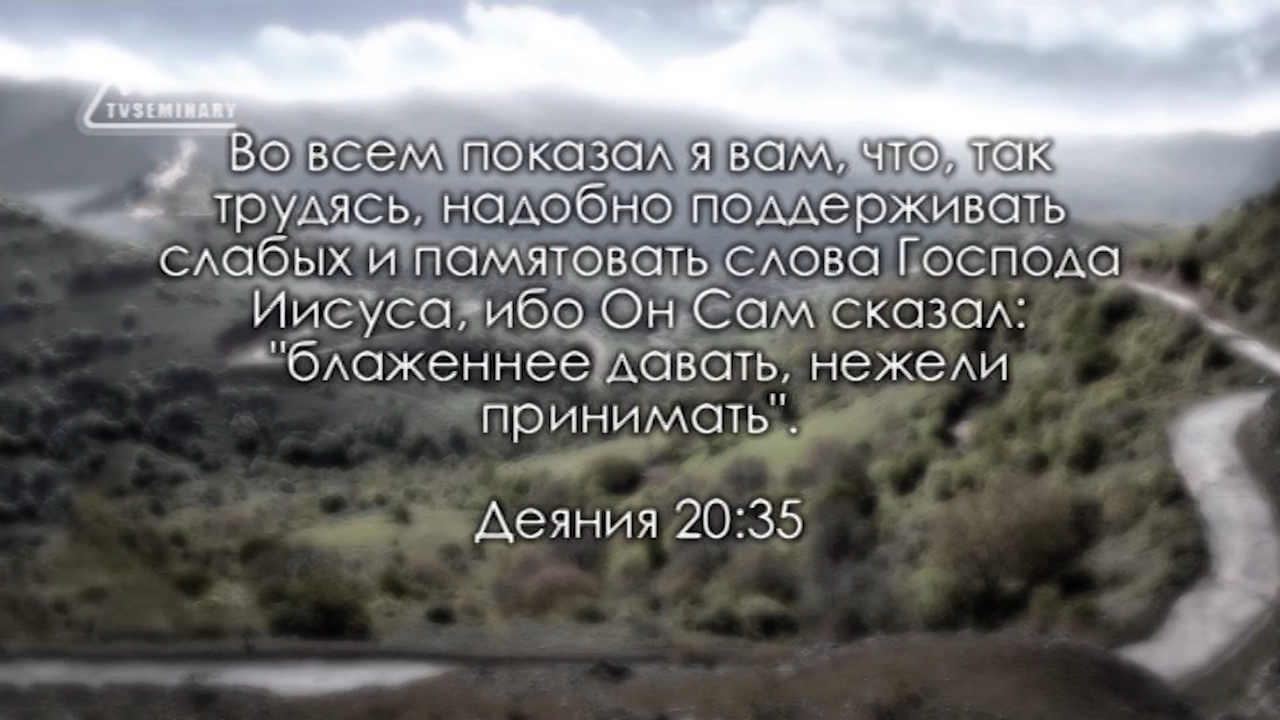 TVSEMINARY
Во всем показал я вам, что, так
трудясь, надобно поддерживать
слабых и памятовать слова Господа
Иисуса, ибо Он Сам сказал:
"блаженнее давать, нежели
принимать".
Деяния 20:35